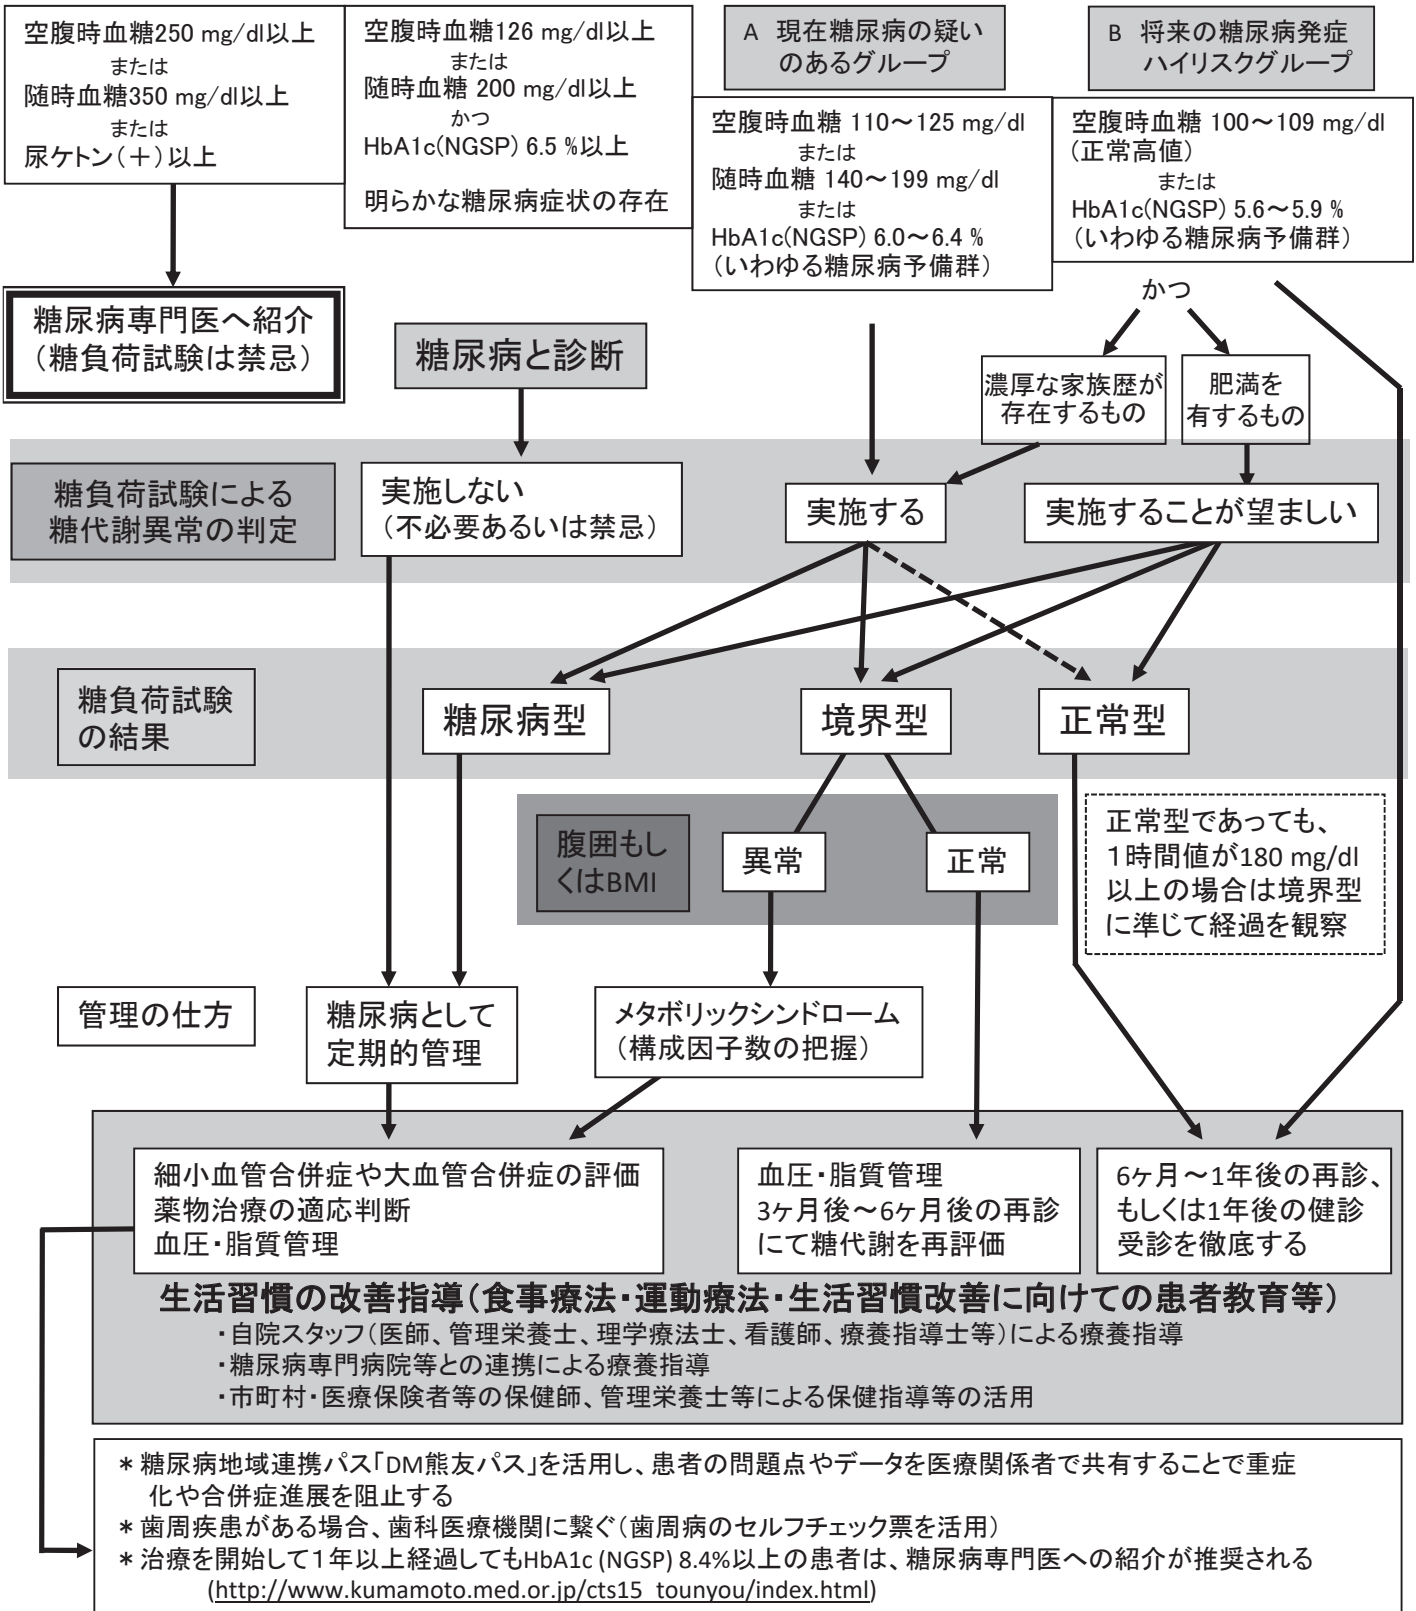 空腹時血糖250 mg/dl以上
または
随時血糖350 mg/dl以上
または
尿ケトン(+)以上
空腹時血糖126 mg/dl以上
または
随時血糖 200 mg/dl以上
かつ
HbA1c(NGSP) 6.5 %以上
明らかな糖尿病症状の存在
A 現在糖尿病の疑い
のあるグループ
空腹時血糖 110～125 mg/dl
または
随時血糖 140～199 mg/dl
または
HbA1c(NGSP) 6.0～6.4 %
(いわゆる糖尿病予備群)
B 将来の糖尿病発症
ハイリスクグループ
空腹時血糖 100～109 mg/dl
(正常高値)
または
HbA1c(NGSP) 5.6～5.9 %
(いわゆる糖尿病予備群)
かつ
糖尿病専門医へ紹介
(糖負荷試験は禁忌)
糖尿病と診断
濃厚な家族歴が
存在するもの
肥満を
有するもの
糖負荷試験による
糖代謝異常の判定
実施しない
(不必要あるいは禁忌)
実施する
実施することが望ましい
糖負荷試験
の結果
糖尿病型
境界型
正常型
腹囲もし
くはBMI
異常
正常
正常型であっても、
1時間値が180 mg/dl
以上の場合は境界型
に準じて経過を観察
管理の仕方
糖尿病として
定期的管理
メタボリックシンドローム
(構成因子数の把握)
細小血管合併症や大血管合併症の評価
薬物治療の適応判断
血圧・脂質管理
血圧・脂質管理
3ヶ月後～6ヶ月後の再診
にて糖代謝を再評価
6ヶ月～1年後の再診、
もしくは1年後の健診
受診を徹底する
生活習慣の改善指導(食事療法・運動療法・生活習慣改善に向けての患者教育等)
・自院スタッフ(医師、管理栄養士、理学療法士、看護師、療養指導士等)による療養指導
・糖尿病専門病院等との連携による療養指導
・市町村・医療保険者等の保健師、管理栄養士等による保健指導等の活用
＊糖尿病地域連携パス「DM熊友パス」を活用し、患者の問題点やデータを医療関係者で共有することで重症
化や合併症進展を阻止する
＊歯周疾患がある場合、歯科医療機関に繋ぐ(歯周病のセルフチェック票を活用)
＊治療を開始して1年以上経過してもHbA1c (NGSP) 8.4%以上の患者は、糖尿病専門医への紹介が推奨される
(http://www.kumamoto.med.or.jp/cts15_tounyou/index.html)